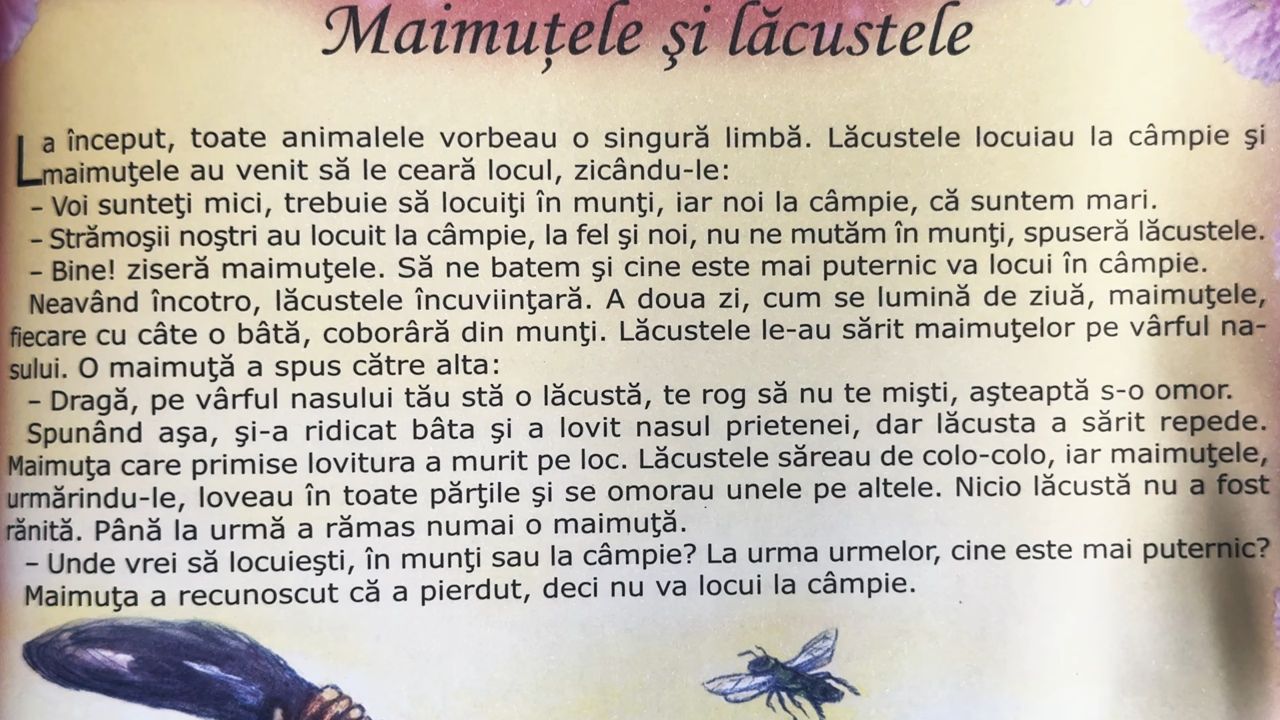 Maimuţele şi lăcustele
La început, toate animalele vorbeau o singură limbă. Lăcustele locuiau la câmpie şi
maimuţele au venit să le ceară locul, zicându-le:
– Voi sunteţi mici, trebuie să locuiţi în munţi, iar noi la câmpie, că suntem mari.
– Strămoşii noştri au locuit la câmpie, la fel şi noi, nu ne mutăm în munţi, spuseră lăcustele.
– Bine! ziseră maimuţele. Să ne batem şi cine este mai puternic va locui în câmpie.
Neavând încotro, lăcustele încuviinţară. A doua zi, cum se lumină de ziuă, maimuţele,
fiecare cu câte o bâtă, coborâră din munţi. Lăcustele le-au sărit maimuţelor pe vârful na-
sului. O maimuţă a spus către alta:
– Dragă, pe vârful nasului tău stă o lăcustă, te rog să nu te mişti, aşteaptă s-o omor.
Spunând aşa, şi-a ridicat bâta şi a lovit nasul prietenei, dar lăcusta a sărit repede.
Maimuţa care primise lovitura a murit pe loc. Lăcustele săreau de colo-colo, iar maimuţele,
urmărindu-le, loveau în toate părţile şi se omorau unele pe altele. Nicio lăcustă nu a fost
rănită. Până la urmă a rămas numai o maimuţă.
– Unde vrei să locuieşti, în munţi sau la câmpie? La urma urmelor, cine este mai puternic?
Maimuţa a recunoscut că a pierdut, deci nu va locui la câmpie.